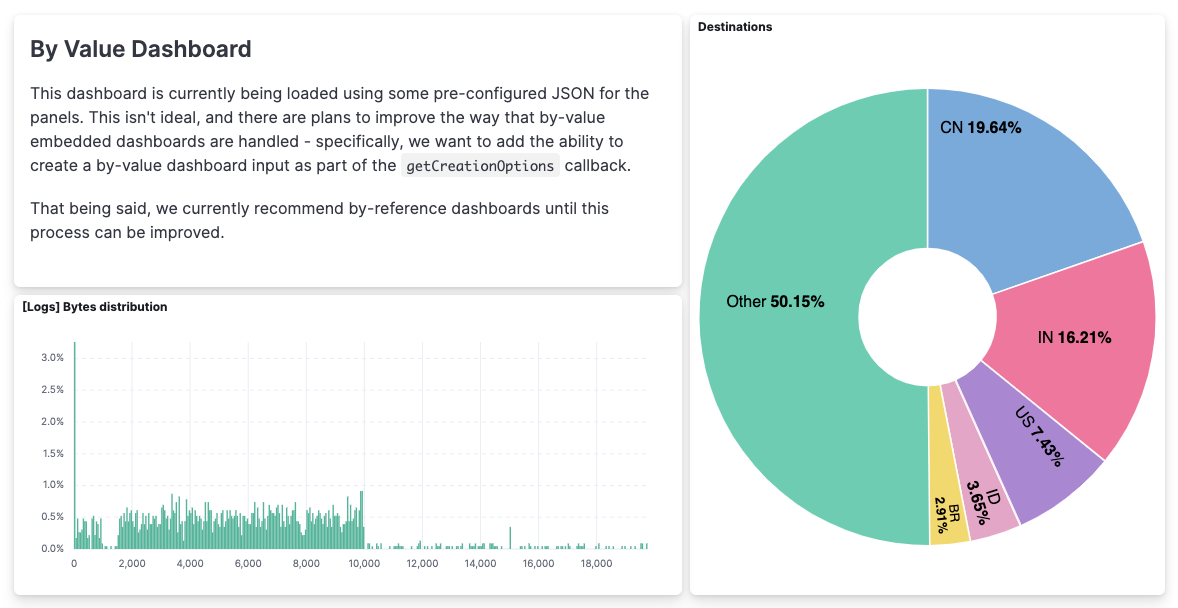 By Value Dashboard
This dashboard is currently being loaded using some pre-configured JSON for the
panels. This isn't ideal, and there are plans to improve the way that by-value
embedded dashboards are handled - specifically, we want to add the ability to
create a by-value dashboard input as part of the getCreationOptions callback.
That being said, we currently recommend by-reference dashboards until this
process can be improved.
[Logs] Bytes distribution
3.0%
2.5%
2.0%
1.5%
1.0%
0.5%
0.0%
0 2,000 4,000 6,000 8,000 10,000 12,000 14,000 16,000 18,000
Destinations
CN 19.64%
IN 16.21%
US 7.43%
ID
3.65%
BR
2.91%
Other 50.15%